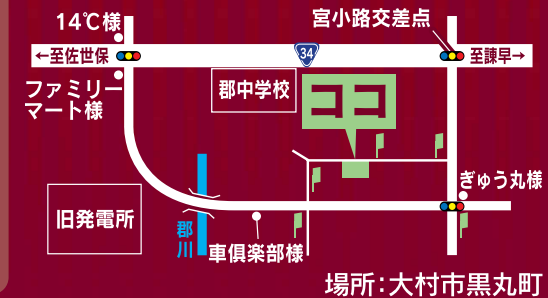 14℃様
宮小路交差点
←至佐世保
34
至諫早→
ファミリー
マート様
郡中学校
ココ
ぎゅう丸様
旧発電所
郡川
車倶楽部様
場所:大村市黒丸町